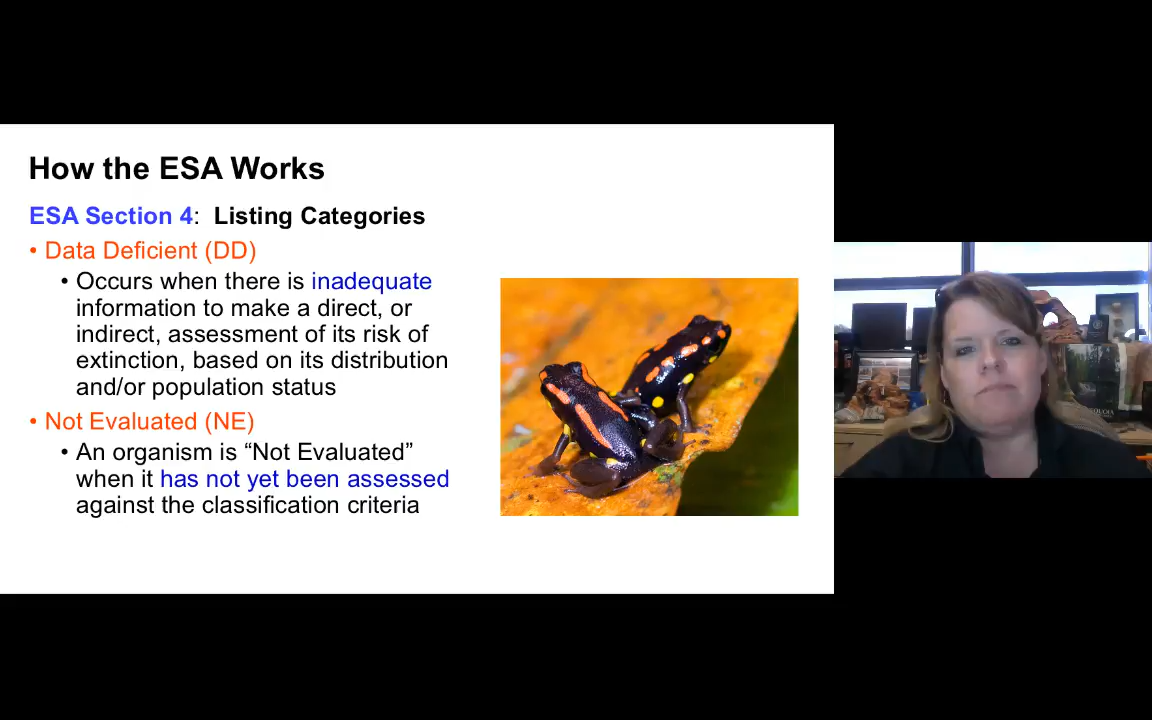 How the ESA Works
ESA Section 4: Listing Categories
• Data Deficient (DD)
• Occurs when there is inadequate
information to make a direct, or
indirect, assessment of its risk of
extinction, based on its distribution
and/or population status
• Not Evaluated (NE)
• An organism is “Not Evaluated”
when it has not yet been assessed
against the classification criteria
SEQUOIA